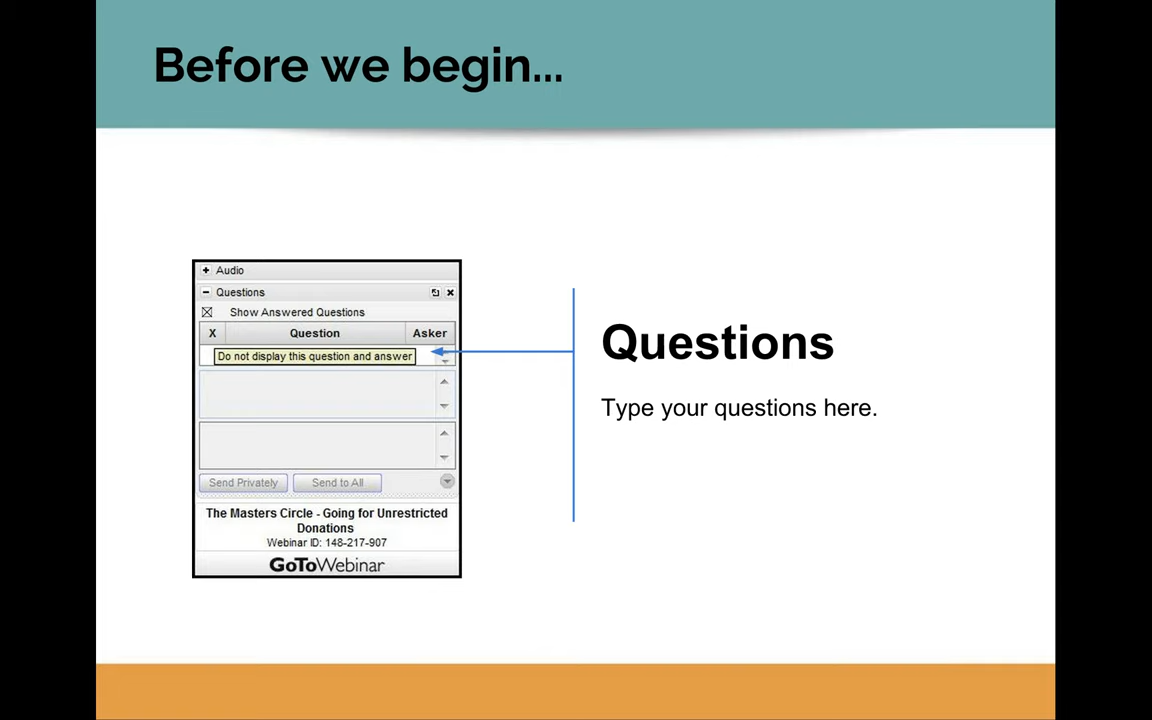 Before we begin...
Audio
Questions
Show Answered Questions
X Question Asker
Do not display this question and answer
Send Privately Send to All
The Masters Circle - Going for Unrestricted
Donations
Webinar ID: 148-217-907
GoToWebinar
Questions
Type your questions here.